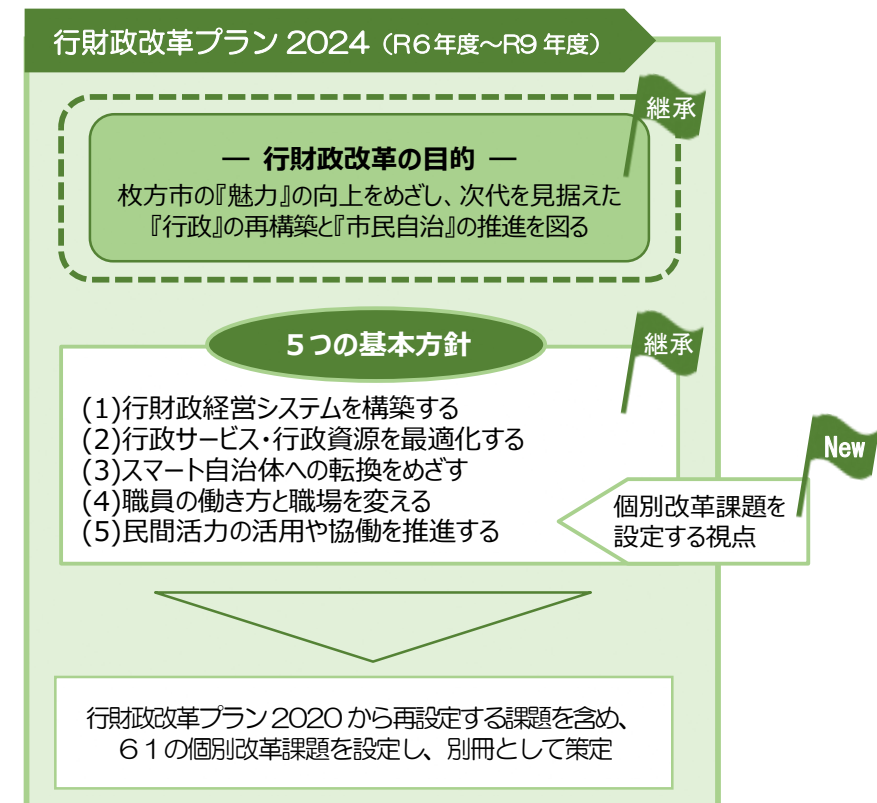 行財政改革プラン 2024（R6年度～R9年度）
継承
― 行財政改革の目的 ―
枚方市の『魅力』の向上をめざし、次代を見据えた
『行政』の再構築と『市民自治』の推進を図る
５つの基本方針
継承
(1)行財政経営システムを構築する
(2)行政サービス・行政資源を最適化する
(3)スマート自治体への転換をめざす
(4)職員の働き方と職場を変える
(5)民間活力の活用や協働を推進する
New
個別改革課題を
設定する視点
行財政改革プラン 2020 から再設定する課題を含め、
６１の個別改革課題を設定し、別冊として策定